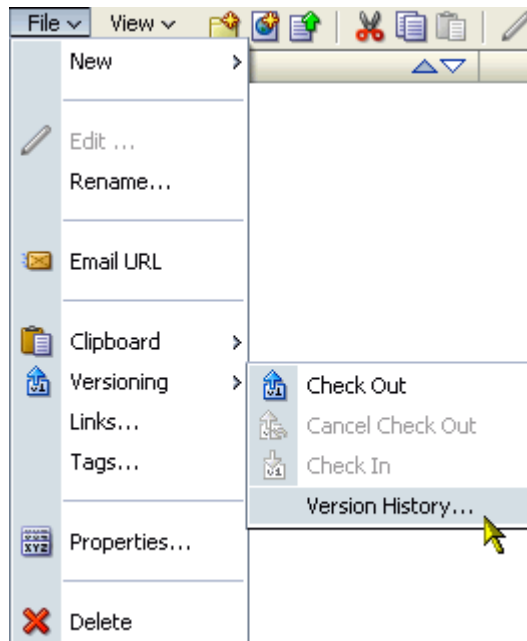 File View
New
Edit ...
Rename...
Email URL
Clipboard
Versioning
Check Out
Links...
Cancel Check Out
Tags...
Check In
Version History...
Properties...
Delete